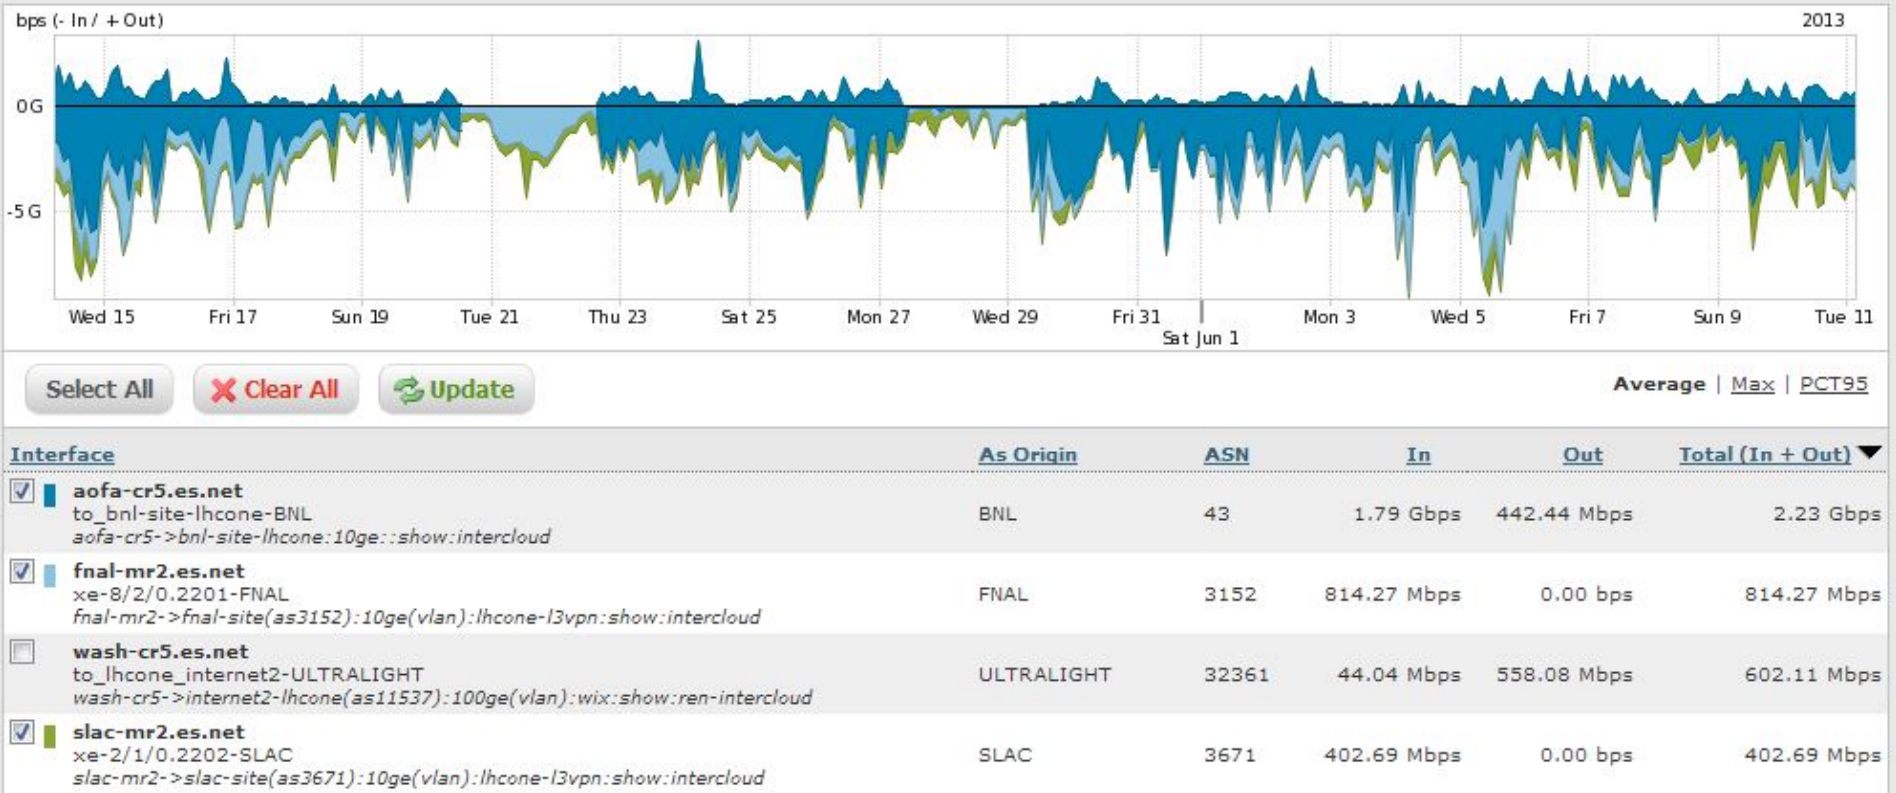 bps (- In / + Out)
2013
0G
-5G
Wed 15 Fri 17 Sun 19 Tue 21 Thu 23 Sat 25 Mon 27 Wed 29 Fri 31 Mon 3 Wed 5 Fri 7 Sun 9 Tue 11
Sat Jun 1
Select All Clear All Update
Average | Max | PCT95
Interface As Origin ASN In Out Total (In + Out)
aofa-cr5.es.net
to_bnl-site-lhcone-BNL BNL 43 1.79 Gbps 442.44 Mbps 2.23 Gbps
aofa-cr5->bnl-site-lhcone:10ge::show:intercloud
fnal-mr2.es.net
xe-8/2/0.2201-FNAL FNAL 3152 814.27 Mbps 0.00 bps 814.27 Mbps
fnal-mr2->fnal-site(as3152):10ge(vlan):lhcone-l3vpn:show:intercloud
wash-cr5.es.net
to_lhcone_internet2-ULTRALIGHT ULTRALIGHT 32361 44.04 Mbps 558.08 Mbps 602.11 Mbps
wash-cr5->internet2-lhcone(as11537):100ge(vlan):wix:show:ren-intercloud
slac-mr2.es.net
xe-2/1/0.2202-SLAC SLAC 3671 402.69 Mbps 0.00 bps 402.69 Mbps
slac-mr2->slac-site(as3671):10ge(vlan):lhcone-l3vpn:show:intercloud